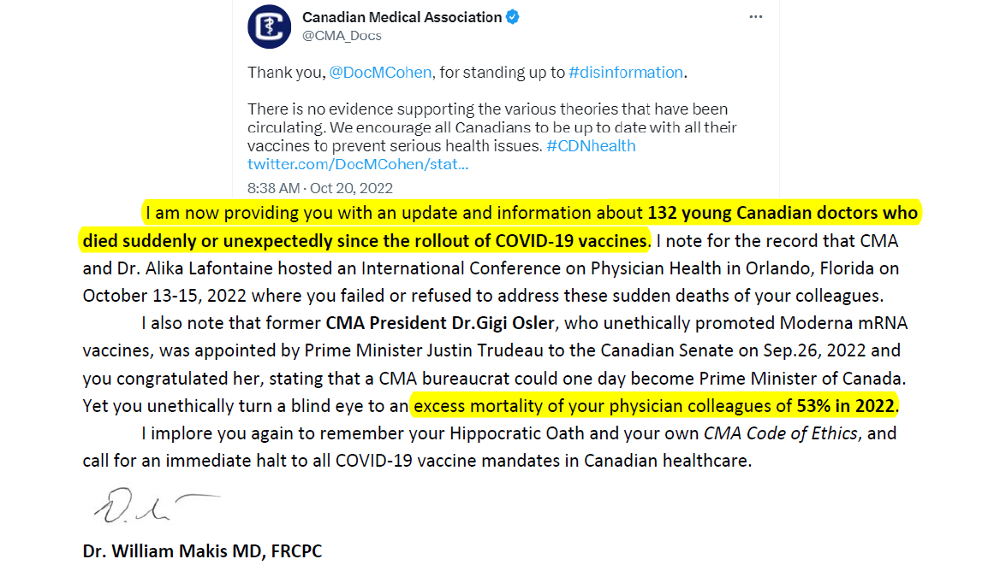 Canadian Medical Association
@CMA_Docs
Thank you, @DocMCohen, for standing up to #disinformation.
There is no evidence supporting the various theories that have been
circulating. We encourage all Canadians to be up to date with all their
vaccines to prevent serious health issues. #CDNhealth
twitter.com/DocMCohen/stat...
8:38 AM · Oct 20, 2022
I am now providing you with an update and information about 132 young Canadian doctors who
died suddenly or unexpectedly since the rollout of COVID-19 vaccines. I note for the record that CMA
and Dr. Alika Lafontaine hosted an International Conference on Physician Health in Orlando, Florida on
October 13-15, 2022 where you failed or refused to address these sudden deaths of your colleagues.
I also note that former CMA President Dr.Gigi Osler, who unethically promoted Moderna mRNA
vaccines, was appointed by Prime Minister Justin Trudeau to the Canadian Senate on Sep.26, 2022 and
you congratulated her, stating that a CMA bureaucrat could one day become Prime Minister of Canada.
Yet you unethically turn a blind eye to an excess mortality of your physician colleagues of 53% in 2022.
I implore you again to remember your Hippocratic Oath and your own CMA Code of Ethics, and
call for an immediate halt to all COVID-19 vaccine mandates in Canadian healthcare.
Dr. William Makis MD, FRCPC